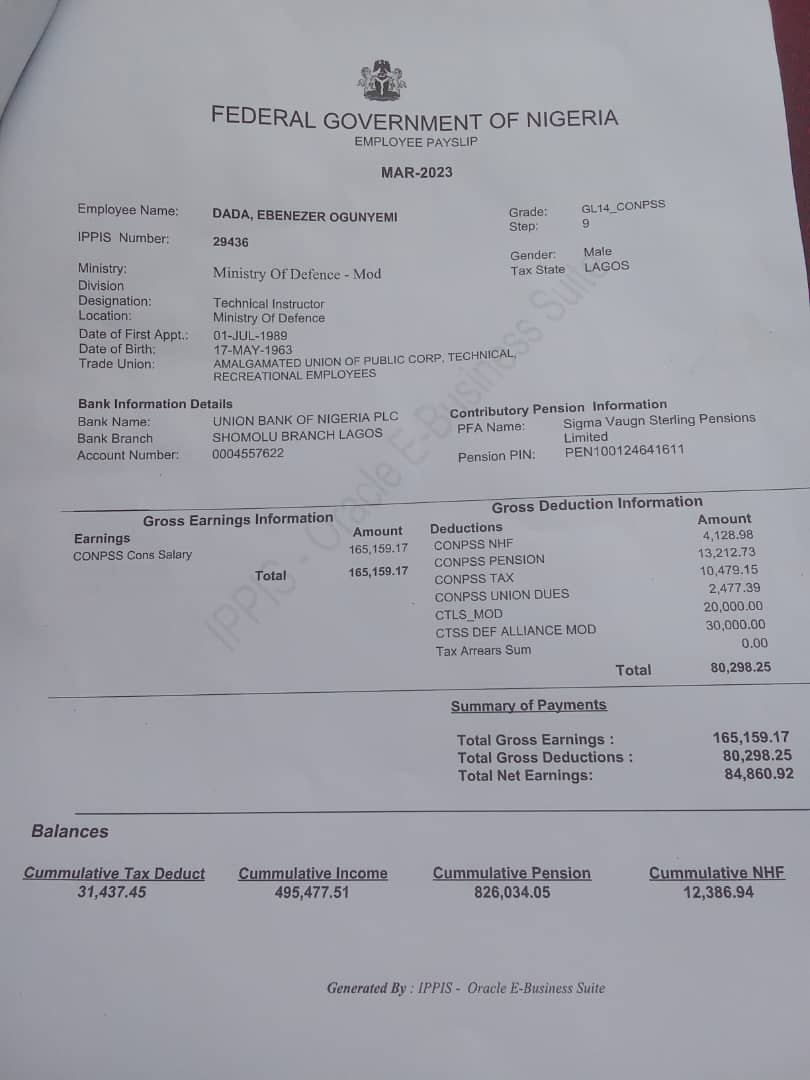 FEDERAL GOVERNMENT OF NIGERIA
EMPLOYEE PAYSLIP
MAR-2023
Employee Name: DADA, EBENEZER OGUNYEMI
IPPIS Number: 29436
Grade: GL14_CONPSS
Step: 9
Ministry: Ministry Of Defence - Mod
Division
Designation: Technical Instructor
Location: Ministry Of Defence
Gender: Male
Tax State LAGOS
Date of First Appt.: 01-JUL-1989
Date of Birth: 17-MAY-1963
Trade Union: AMALGAMATED UNION OF PUBLIC CORP, TECHNICAL,
RECREATIONAL EMPLOYEES
Bank Information Details
Bank Name: UNION BANK OF NIGERIA PLC
Bank Branch SHOMOLU BRANCH LAGOS
Account Number: 0004557622
Contributory Pension Information
PFA Name: Sigma Vaugn Sterling Pensions
Limited
Pension PIN: PEN100124641611
Gross Earnings Information
Earnings Amount
CONPSS Cons Salary 165,159.17
Total 165,159.17
Gross Deduction Information
Deductions Amount
CONPSS NHF 4,128.98
CONPSS PENSION 13,212.73
CONPSS TAX 10,479.15
CONPSS UNION DUES 2,477.39
CTLS_MOD 20,000.00
CTSS DEF ALLIANCE MOD 30,000.00
Tax Arrears Sum 0.00
Total 80,298.25
Summary of Payments
Total Gross Earnings : 165,159.17
Total Gross Deductions : 80,298.25
Total Net Earnings: 84,860.92
Balances
Cummulative Tax Deduct Cummulative Income Cummulative Pension Cummulative NHF
31,437.45 495,477.51 826,034.05 12,386.94
Generated By : IPPIS - Oracle E-Business Suite
IPPIS - Oracle E-Business Suite